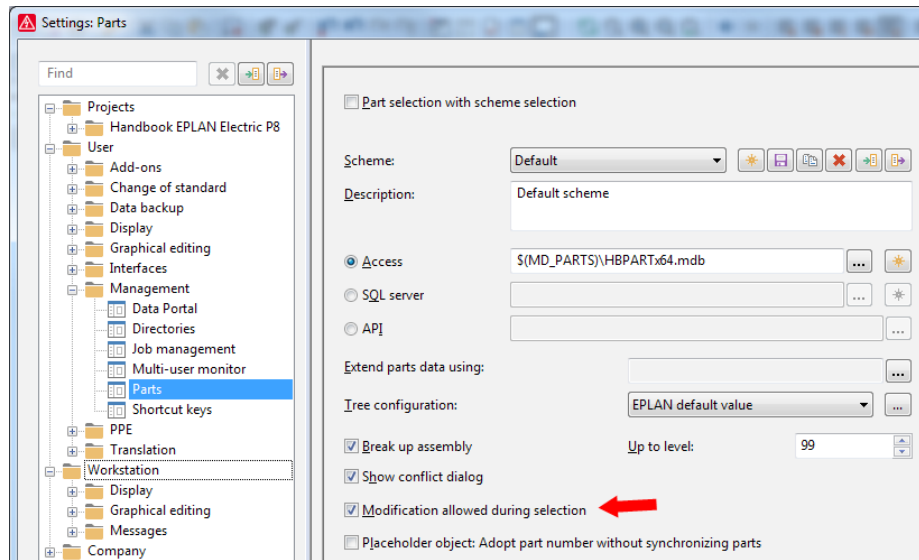 Settings: Parts
Find
Projects
Handbook EPLAN Electric P8
User
Add-ons
Change of standard
Data backup
Display
Graphical editing
Interfaces
Management
Data Portal
Directories
Job management
Multi-user monitor
Parts
Shortcut keys
PPE
Translation
Workstation
Display
Graphical editing
Messages
Company
Part selection with scheme selection
Scheme: Default
Description: Default scheme
Access $(MD_PARTS)\HBPARTx64.mdb ...
SQL server ...
API ...
Extend parts data using: ...
Tree configuration: EPLAN default value ...
Break up assembly Up to level: 99
Show conflict dialog
Modification allowed during selection
Placeholder object: Adopt part number without synchronizing parts